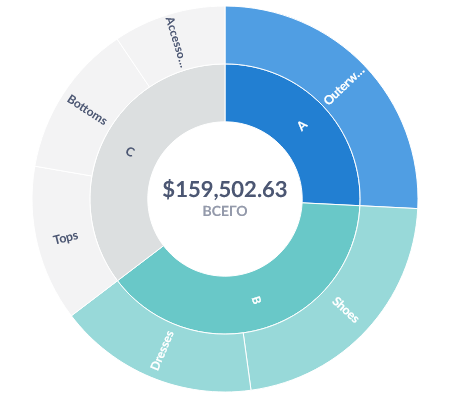 Accesso...
Outerw...
Bottoms
A
C
$159,502.63
ВСЕГО
Tops
B
Shoes
Dresses